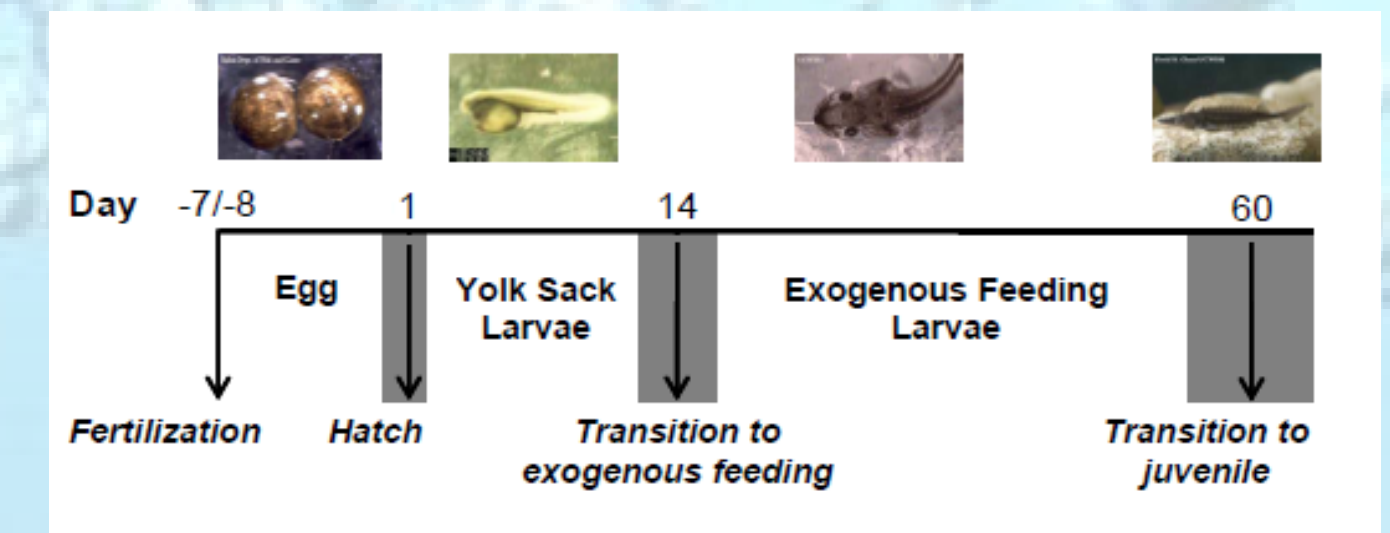 Day -7/-8 1 14 60
Egg
Yolk Sack
Larvae
Exogenous Feeding
Larvae
Fertilization
Hatch
Transition to
exogenous feeding
Transition to
juvenile